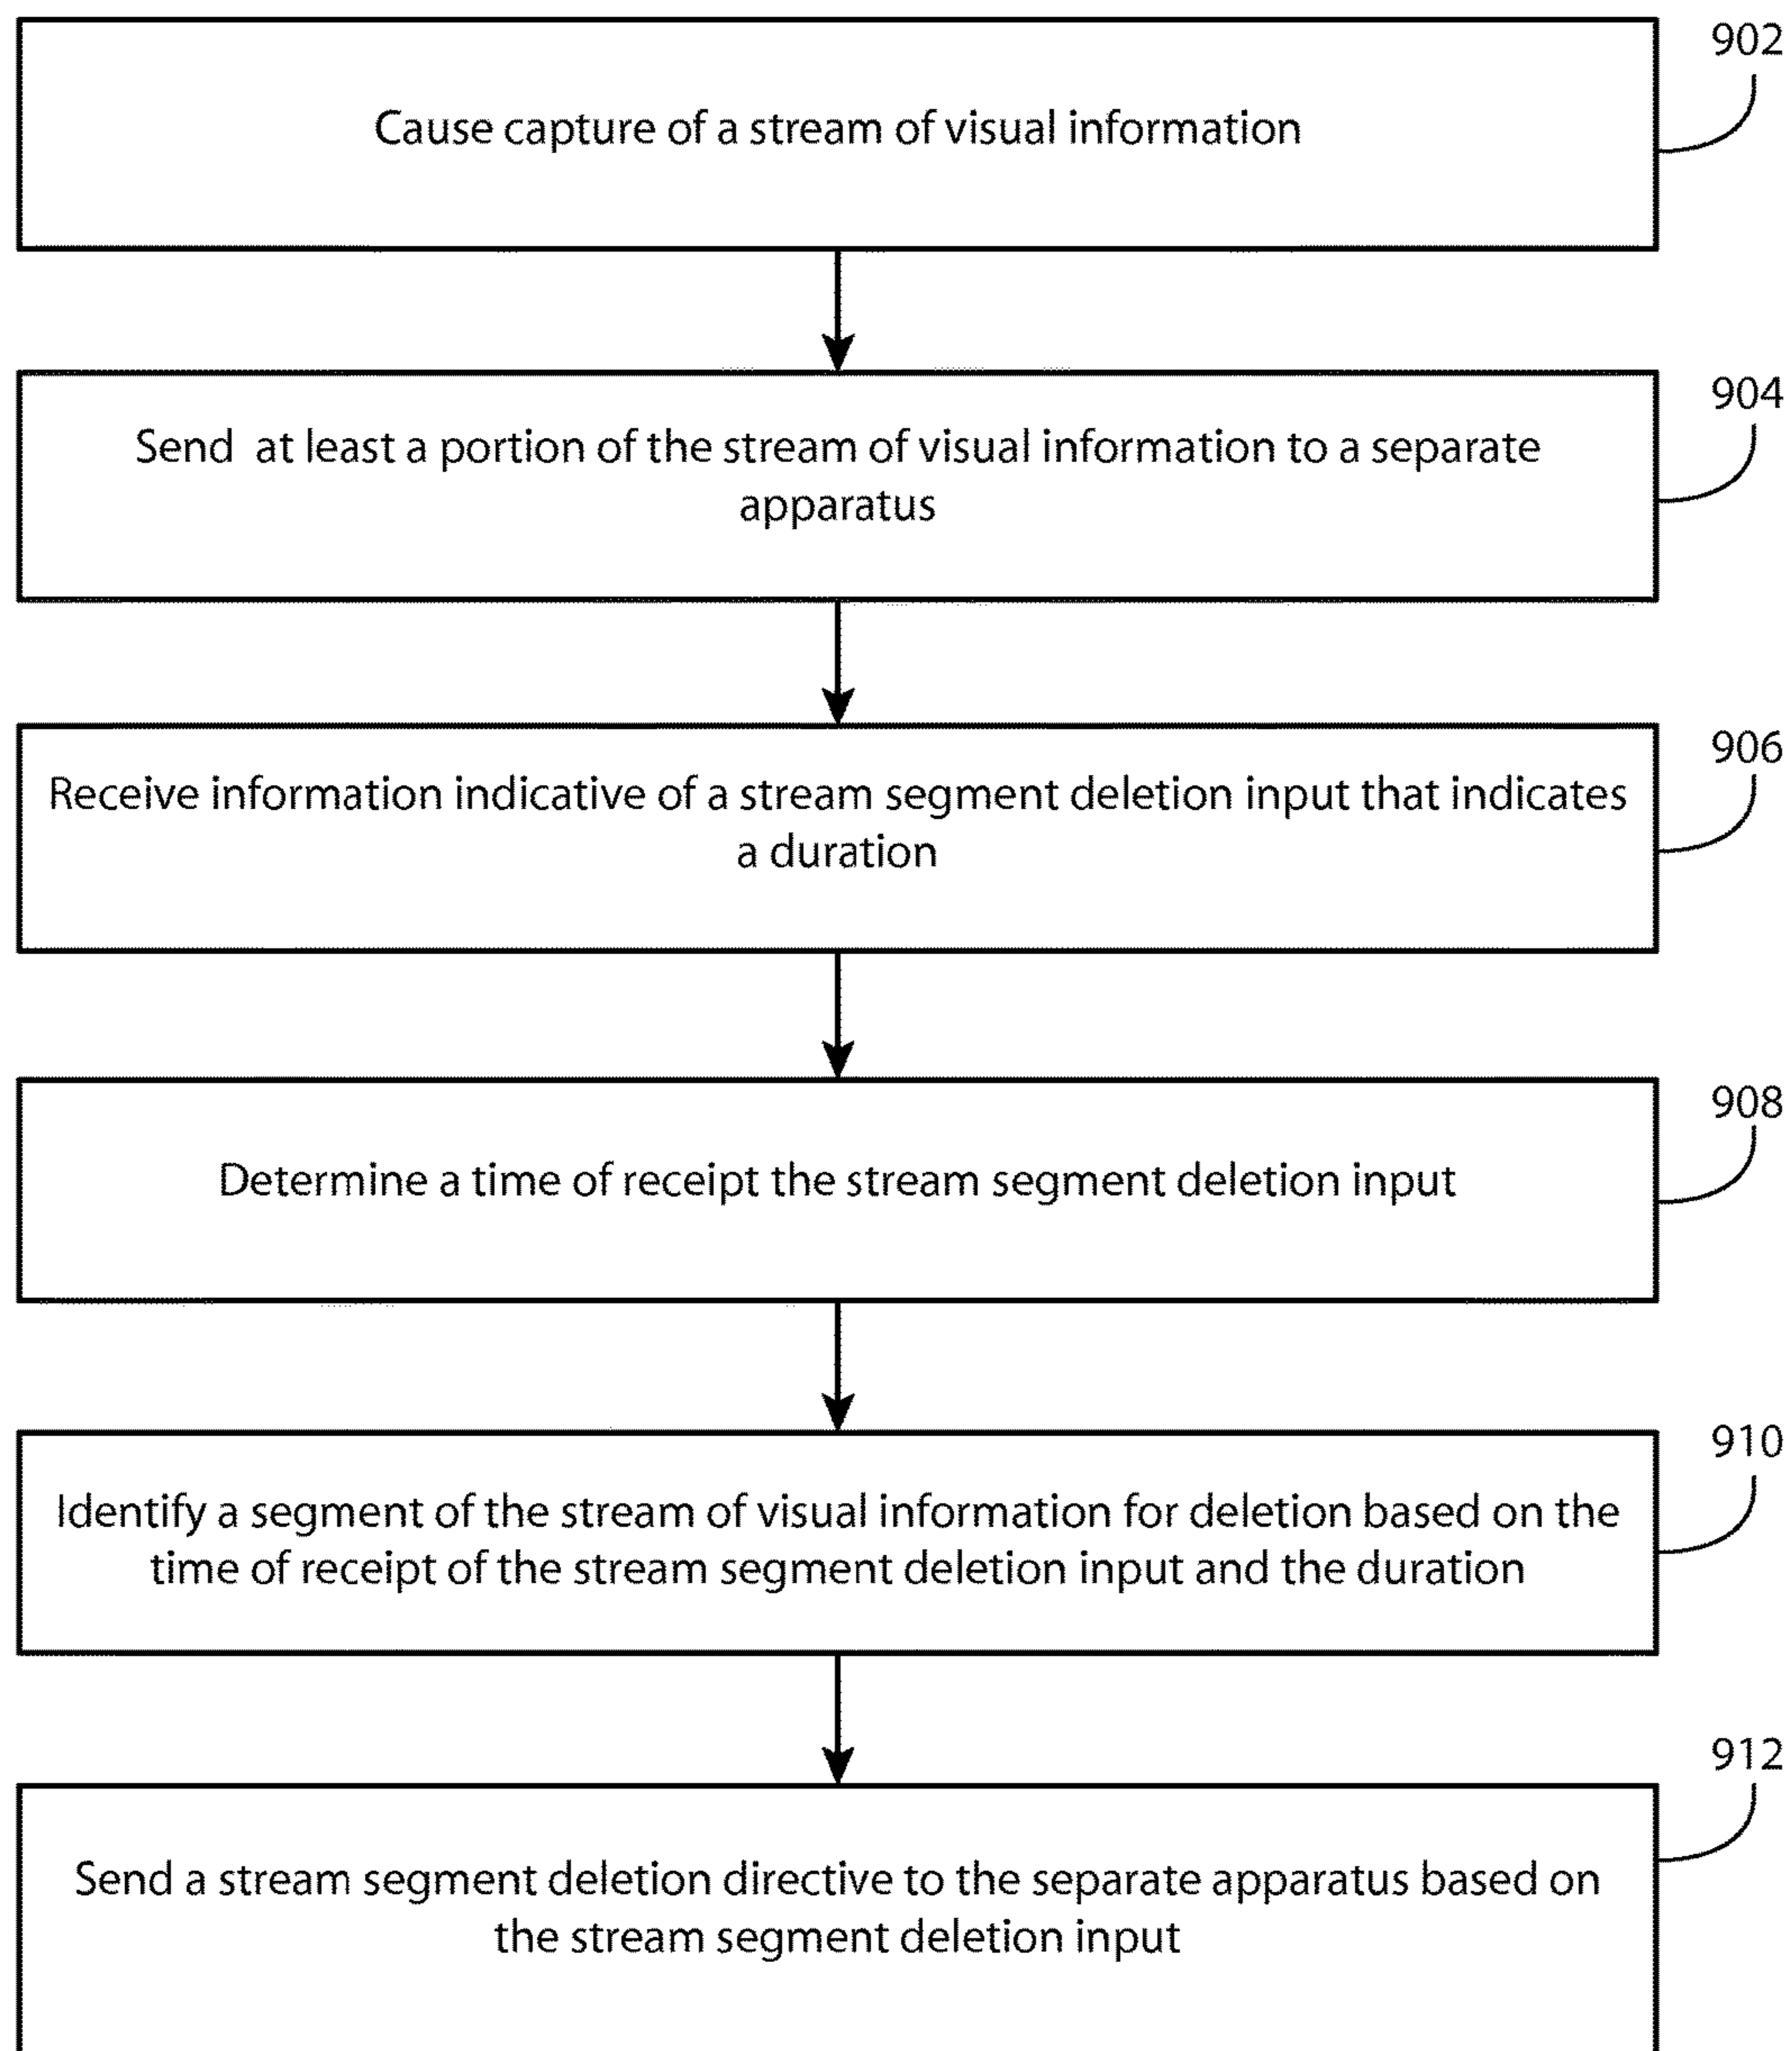 902
Cause capture of a stream of visual information
904
Send at least a portion of the stream of visual information to a separate
apparatus
906
Receive information indicative of a stream segment deletion input that indicates
a duration
908
Determine a time of receipt the stream segment deletion input
910
Identify a segment of the stream of visual information for deletion based on the
time of receipt of the stream segment deletion input and the duration
912
Send a stream segment deletion directive to the separate apparatus based on
the stream segment deletion input